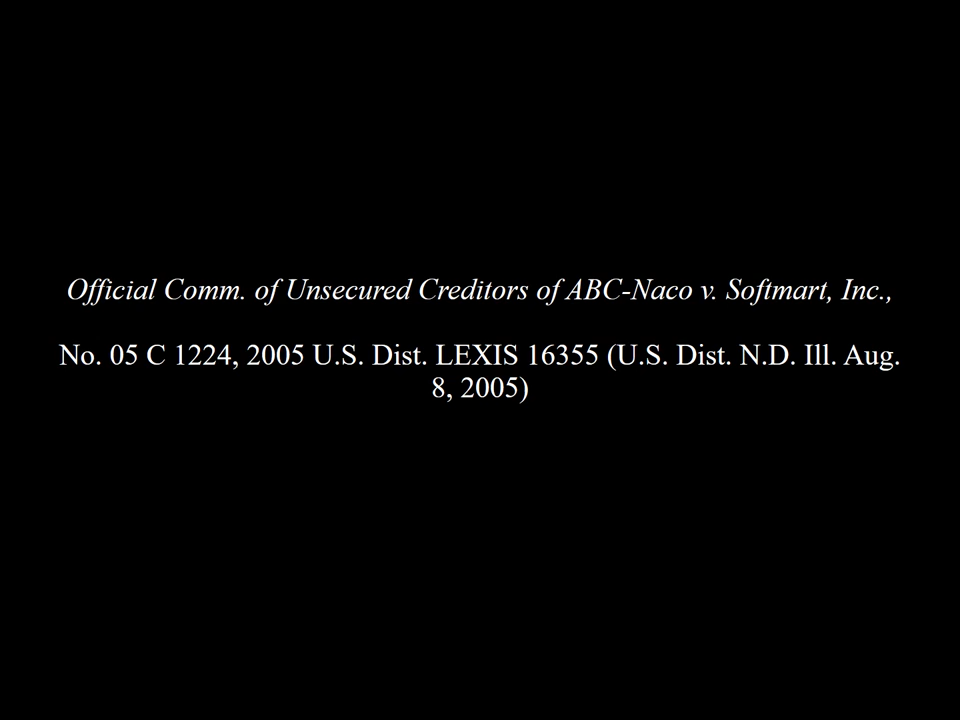 Official Comm. of Unsecured Creditors of ABC-Naco v. Softmart, Inc.,
No. 05 C 1224, 2005 U.S. Dist. LEXIS 16355 (U.S. Dist. N.D. Ill. Aug.
8, 2005)